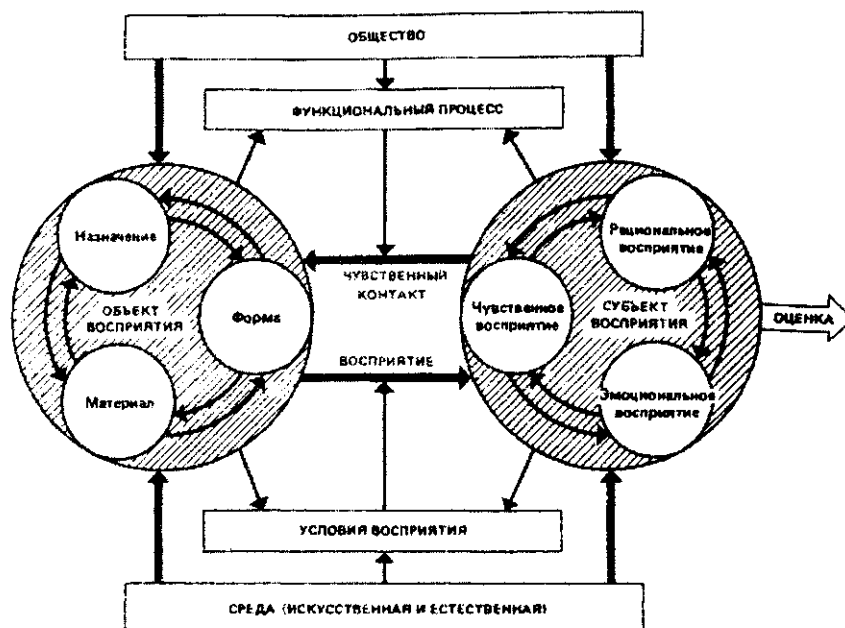 ОБЩЕСТВО
ФУНКЦИОНАЛЬНЫЙ ПРОЦЕСС
Назначение
Рациональное
восприятие
ЧУВСТВЕННЫЙ
КОНТАКТ
ОБЪЕКТ
ВОСПРИЯТИЯ
Форма
Чувственное
восприятие
СУБЪЕКТ
ВОСПРИЯТИЯ
ОЦЕНКА
ВОСПРИЯТИЕ
Материал
Эмоциональное
восприятие
УСЛОВИЯ ВОСПРИЯТИЯ
СРЕДА (ИСКУССТВЕННАЯ И ЕСТЕСТВЕННАЯ)